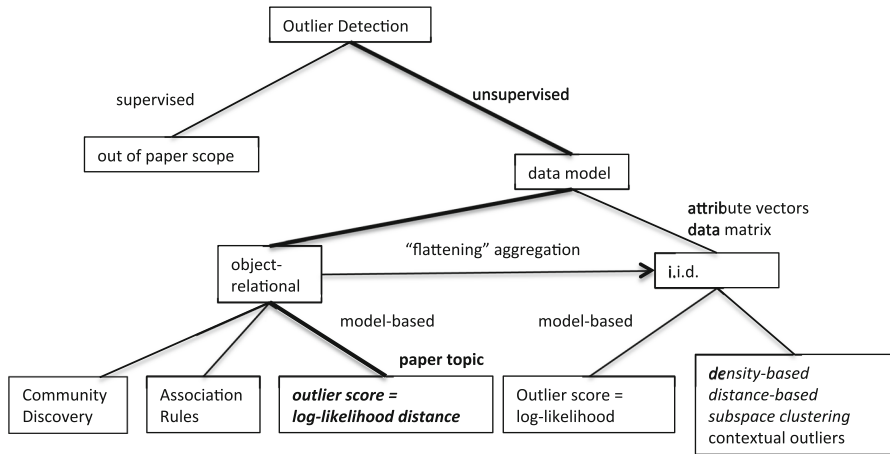 Outlier Detection
supervised
unsupervised
out of paper scope
data model
attribute vectors
data matrix
"flattening" aggregation
object-
relational
i.i.d.
model-based
model-based
paper topic
Community
Discovery
Association
Rules
outlier score =
log-likelihood distance
Outlier score =
log-likelihood
density-based
distance-based
subspace clustering
contextual outliers